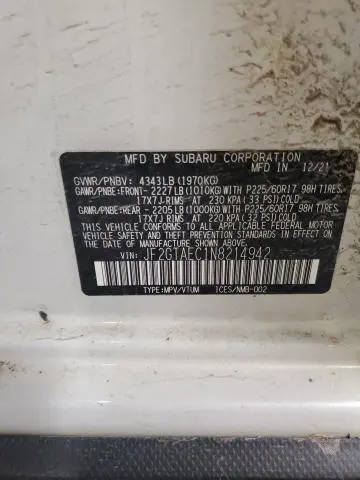 MFD BY SUBARU CORPORATION
MFD IN 12/21
GVWR/PNBV: 4343LB(1970KG)
GAWR/PNBE:FRONT- 2227LB(1010KG)WITH P225/60R17 98H TIRES,
17X7J RIMS AT 230 KPA(33 PSI)COLD
GAWR/PNBE:REAR - 2205LB(1000KG)WITH P225/60R17 98H TIRES,
17X7J RIMS AT 220 KPA(32 PSI)COLD
THIS VEHICLE CONFORMS TO ALL APPLICABLE FEDERAL MOTOR
VEHICLE SAFETY, BUMPER, AND THEFT PREVENTION STANDARDS
IN EFFECT ON THE DATE OF MANUFACTURE SHOWN ABOVE.
VIN: JF2GTAEC1N8214942
TYPE:MPV/VTUM 1CES/NMB-002